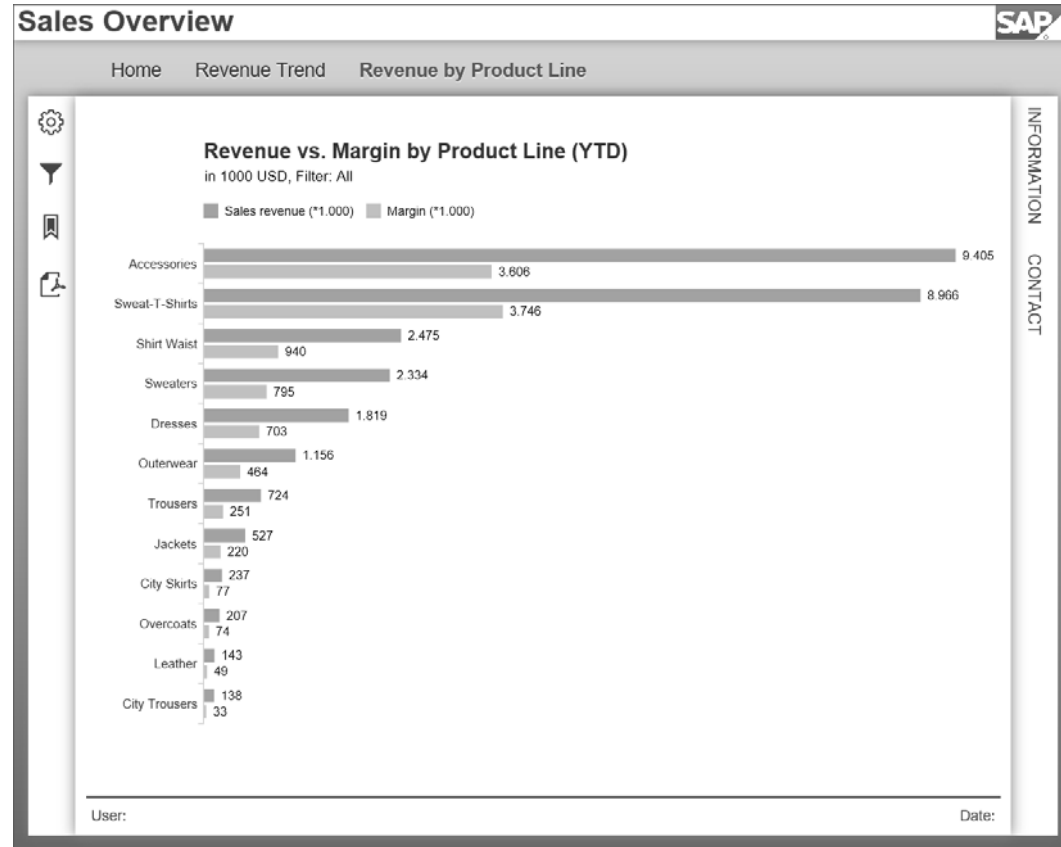 Sales Overview
SAP
Home Revenue Trend Revenue by Product Line
INFORMATION CONTACT
Revenue vs. Margin by Product Line (YTD)
in 1000 USD, Filter: All
Sales revenue (*1.000) Margin (*1.000)
Accessories 9.405
3.606
Sweat-T-Shirts 8.966
3.746
Shirt Waist 2.475
940
Sweaters 2.334
795
Dresses 1.819
703
Outerwear 1.156
464
Trousers 724
251
Jackets 527
220
City Skirts 237
77
Overcoats 207
74
Leather 143
49
City Trousers 138
33
User: Date: